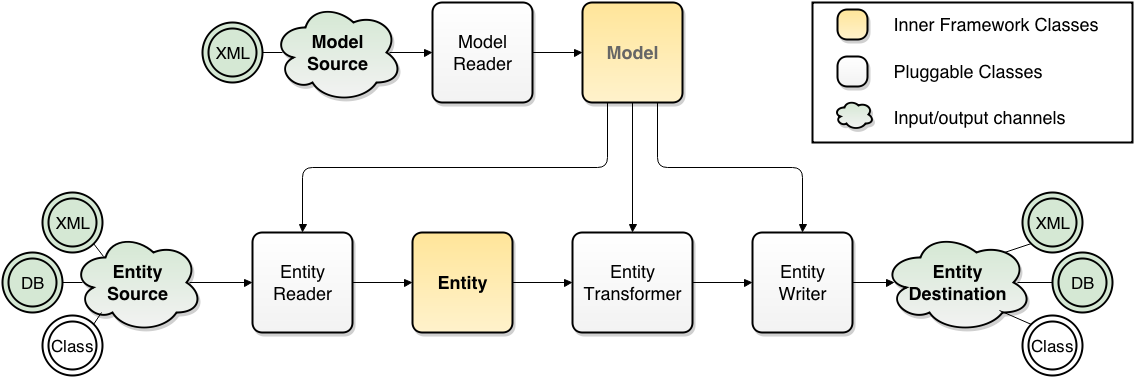 XML
Model
Source
Model
Reader
Model
Inner Framework Classes
Pluggable Classes
Input/output channels
XML
DB
Class
Entity
Source
Entity
Reader
Entity
Entity
Transformer
Entity
Writer
Entity
Destination
XML
DB
Class